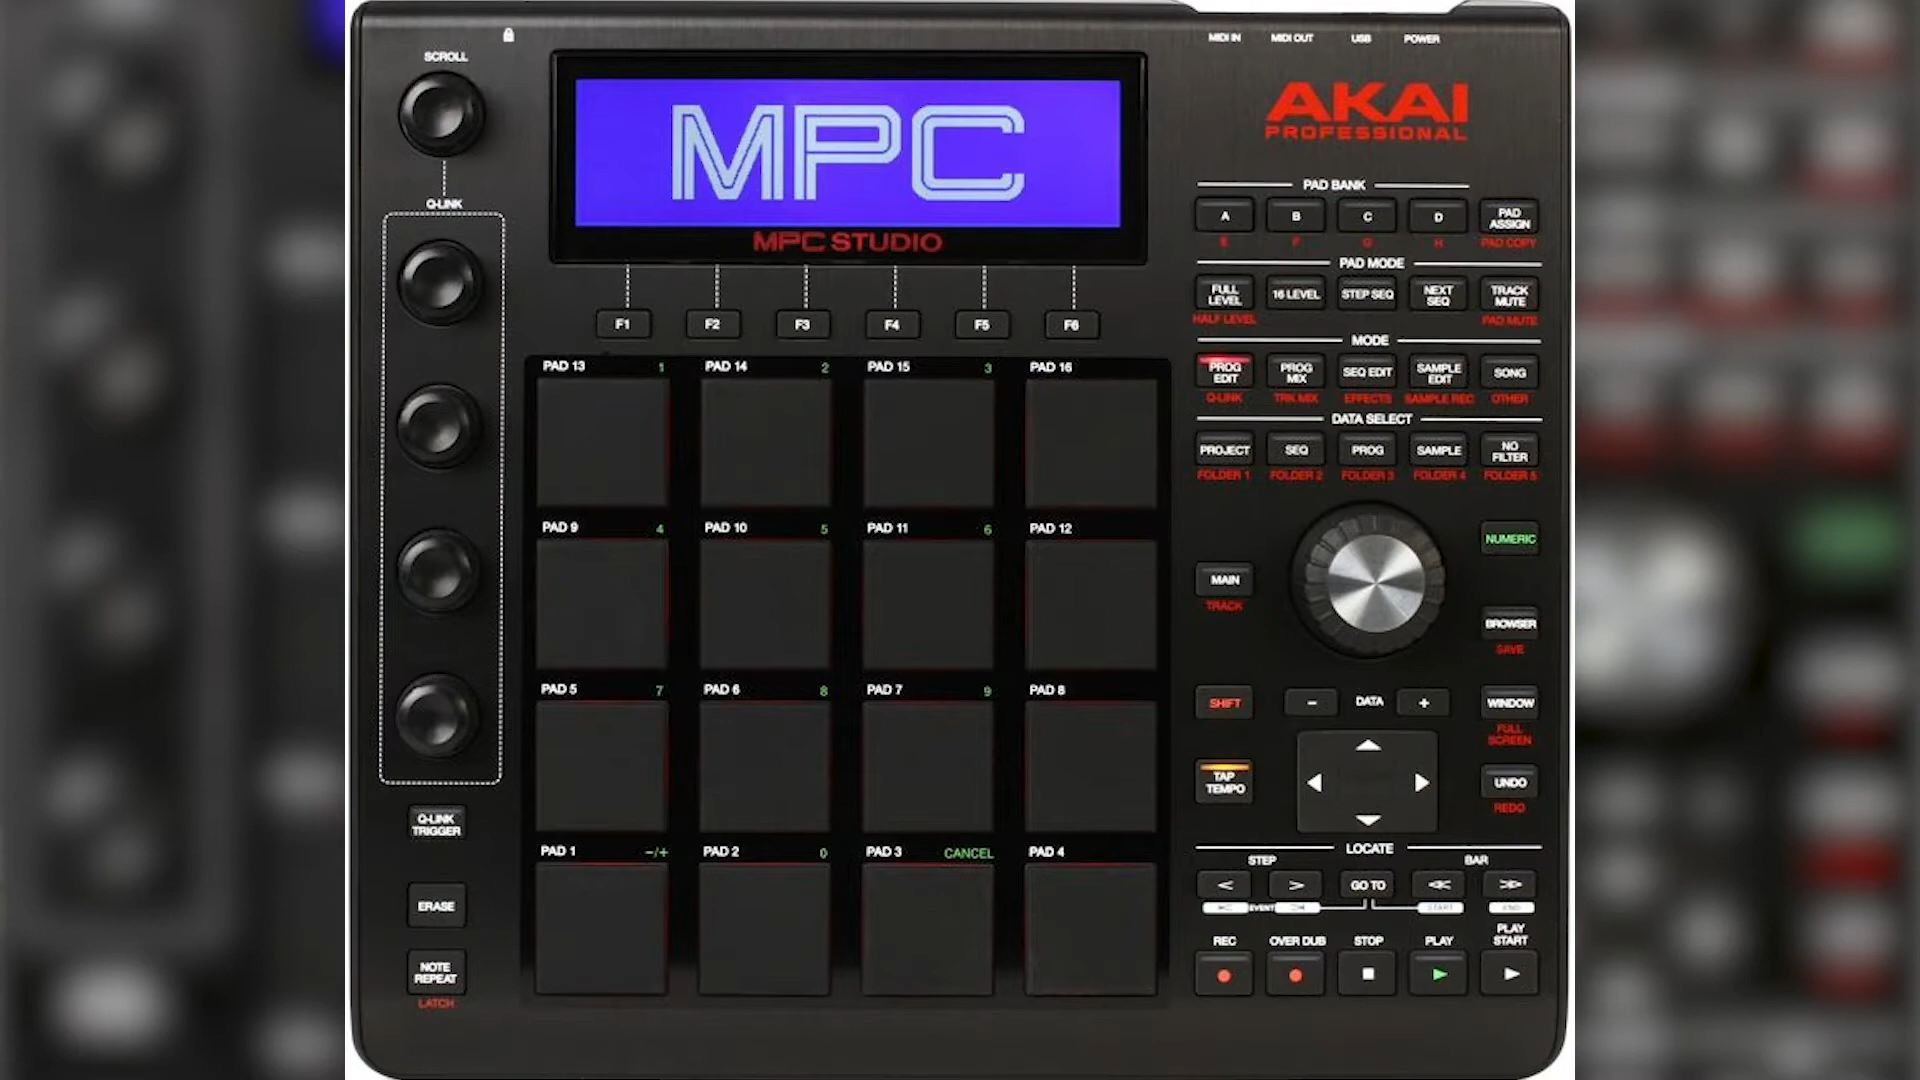 SCROLL
MIDI IN MIDI OUT USB POWER
MPC
MPC STUDIO
AKAI
PROFESSIONAL
Q-LINK
PAD BANK
A B C D PAD ASSIGN
E F G H PAD COPY
PAD MODE
FULL LEVEL 16 LEVEL STEP SEQ NEXT SEQ TRACK MUTE
HALF LEVEL PAD MUTE
F1 F2 F3 F4 F5 F6
MODE
PROG EDIT PROG MIX SEQ EDIT SAMPLE EDIT SONG
Q-LINK TRK MIX EFFECTS SAMPLE REC OTHER
DATA SELECT
PROJECT SEQ PROG SAMPLE NO FILTER
FOLDER 1 FOLDER 2 FOLDER 3 FOLDER 4 FOLDER 5
PAD 13 1 PAD 14 2 PAD 15 3 PAD 16
PAD 9 4 PAD 10 5 PAD 11 6 PAD 12
NUMERIC
MAIN
TRACK
BROWSER
SAVE
PAD 5 7 PAD 6 8 PAD 7 9 PAD 8
SHIFT - DATA + WINDOW
FULL SCREEN
TAP TEMPO
UNDO
REDO
Q-LINK TRIGGER
PAD 1 -/+ PAD 2 0 PAD 3 CANCEL PAD 4
LOCATE
STEP BAR
< > GO TO << >>
EVENT START END
ERASE
REC OVER DUB STOP PLAY PLAY START
NOTE REPEAT
LATCH